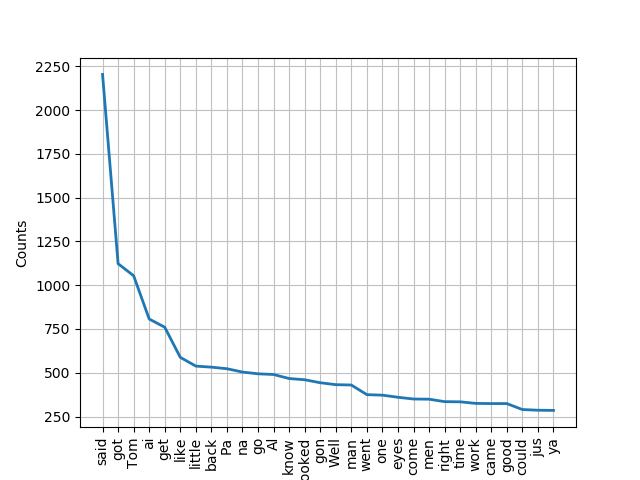 2250
2000
1750
1500
1250
1000
750
500
250
Counts
said
got
Tom
ai
get
like
little
back
Pa
na
go
Al
know
ooked
gon
Well
man
went
one
eyes
come
men
right
time
work
came
good
could
jus
ya